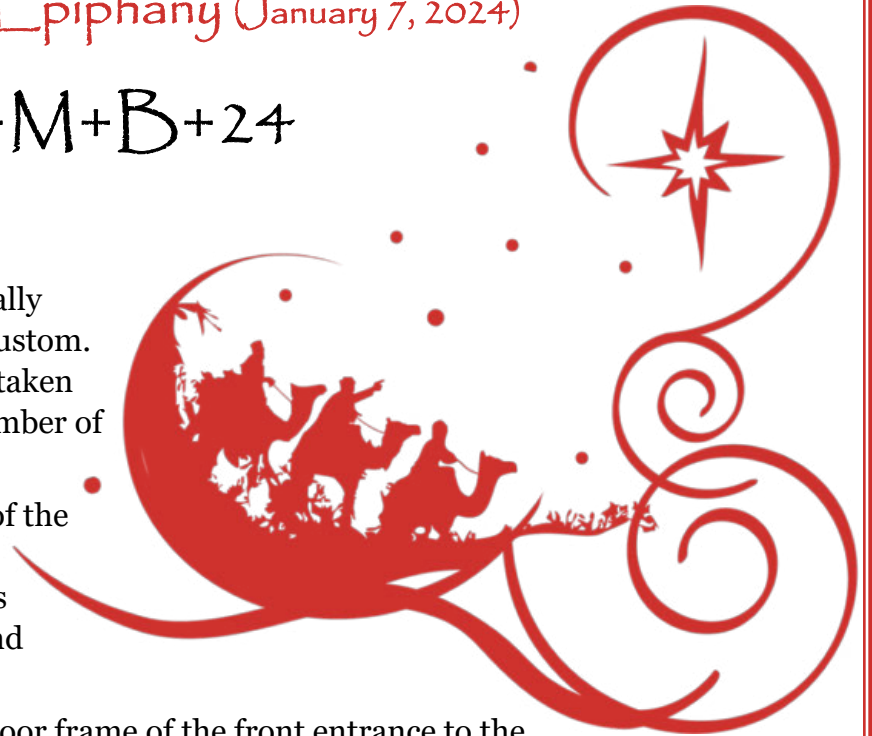 _piphany (January 7, 2024)
M+B+24
ally
ustom.
taken
mber of
of the
s
nd
oor frame of the front entrance to the